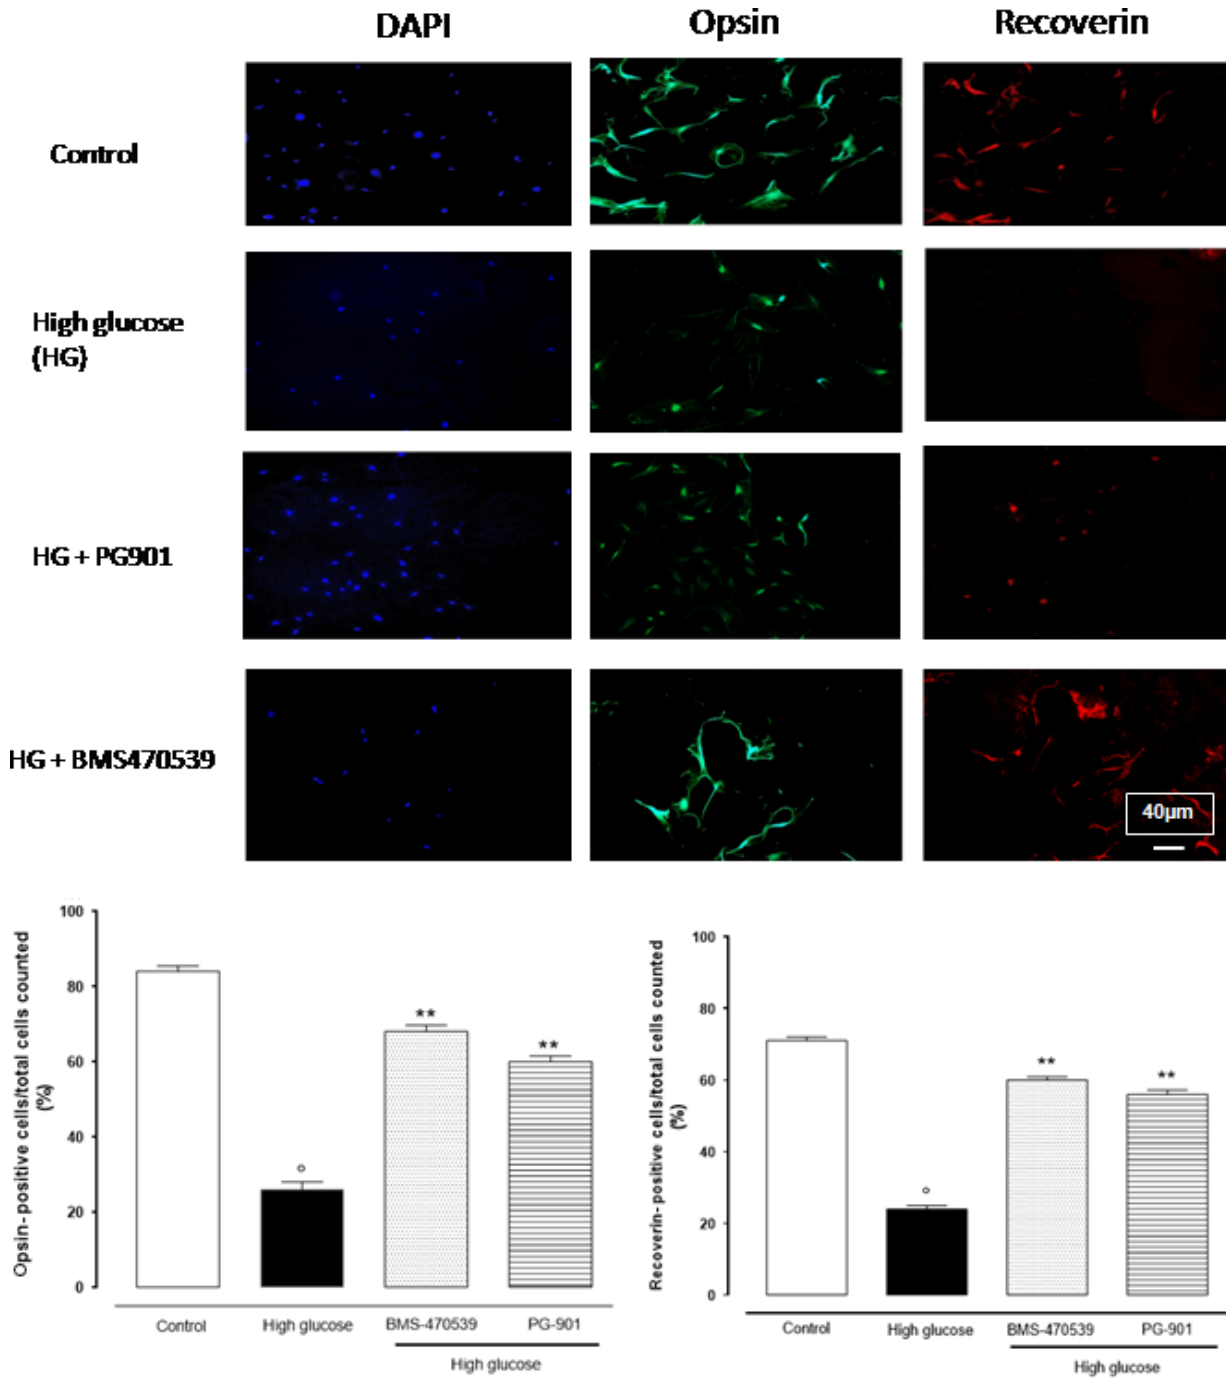 DAPI Opsin Recoverin
Control
High glucose
(HG)
HG + PG901
HG + BMS470539
40µm
Opsin-positive cells/total cells counted
(%)
100
80
60
40
20
0
°
**
**
Control High glucose BMS-470539 PG-901
High glucose
Recoverin-positive cells/total cells counted
(%)
100
80
60
40
20
0
°
**
**
Control High glucose BMS-470539 PG-901
High glucose